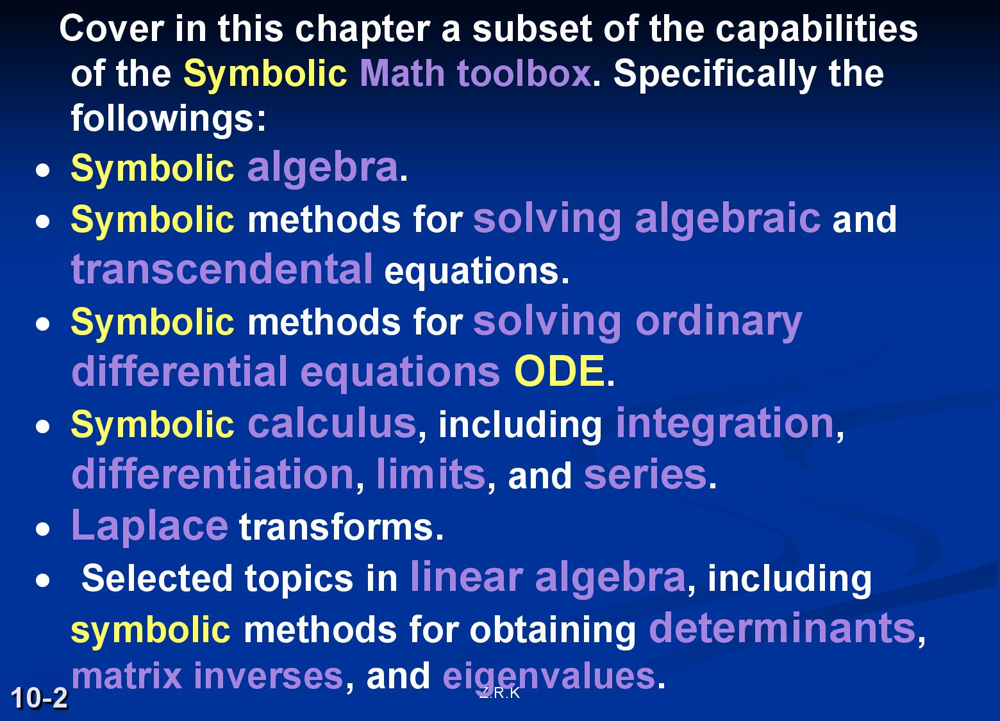 Cover in this chapter a subset of the capabilities
of the Symbolic Math toolbox. Specifically the
followings:
• Symbolic algebra.
• Symbolic methods for solving algebraic and
transcendental equations.
• Symbolic methods for solving ordinary
differential equations ODE.
• Symbolic calculus, including integration,
differentiation, limits, and series.
• Laplace transforms.
• Selected topics in linear algebra, including
symbolic methods for obtaining determinants,
matrix inverses, and eigenvalues.
10-2
Z.R.K